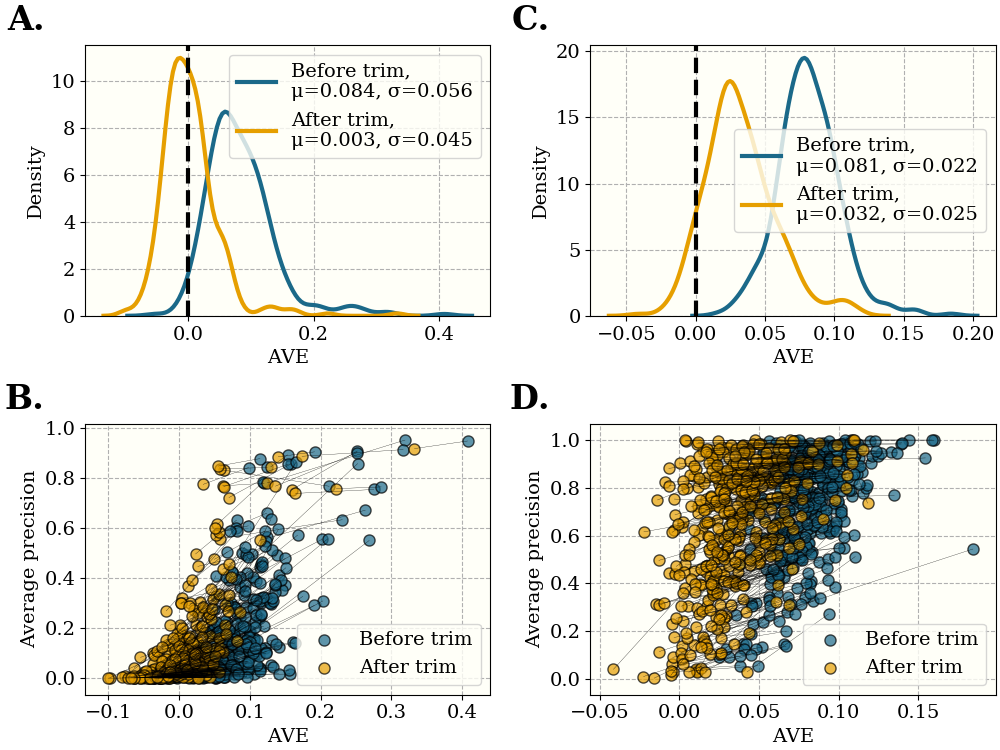 A.
Density
10
8
6
4
2
0
0.0 0.2 0.4
AVE
Before trim,
μ=0.084, σ=0.056
After trim,
μ=0.003, σ=0.045
C.
Density
20
15
10
5
0
−0.05 0.00 0.05 0.10 0.15 0.20
AVE
Before trim,
μ=0.081, σ=0.022
After trim,
μ=0.032, σ=0.025
B.
Average precision
1.0
0.8
0.6
0.4
0.2
0.0
−0.1 0.0 0.1 0.2 0.3 0.4
AVE
Before trim
After trim
D.
Average precision
1.0
0.8
0.6
0.4
0.2
0.0
−0.05 0.00 0.05 0.10 0.15
AVE
Before trim
After trim